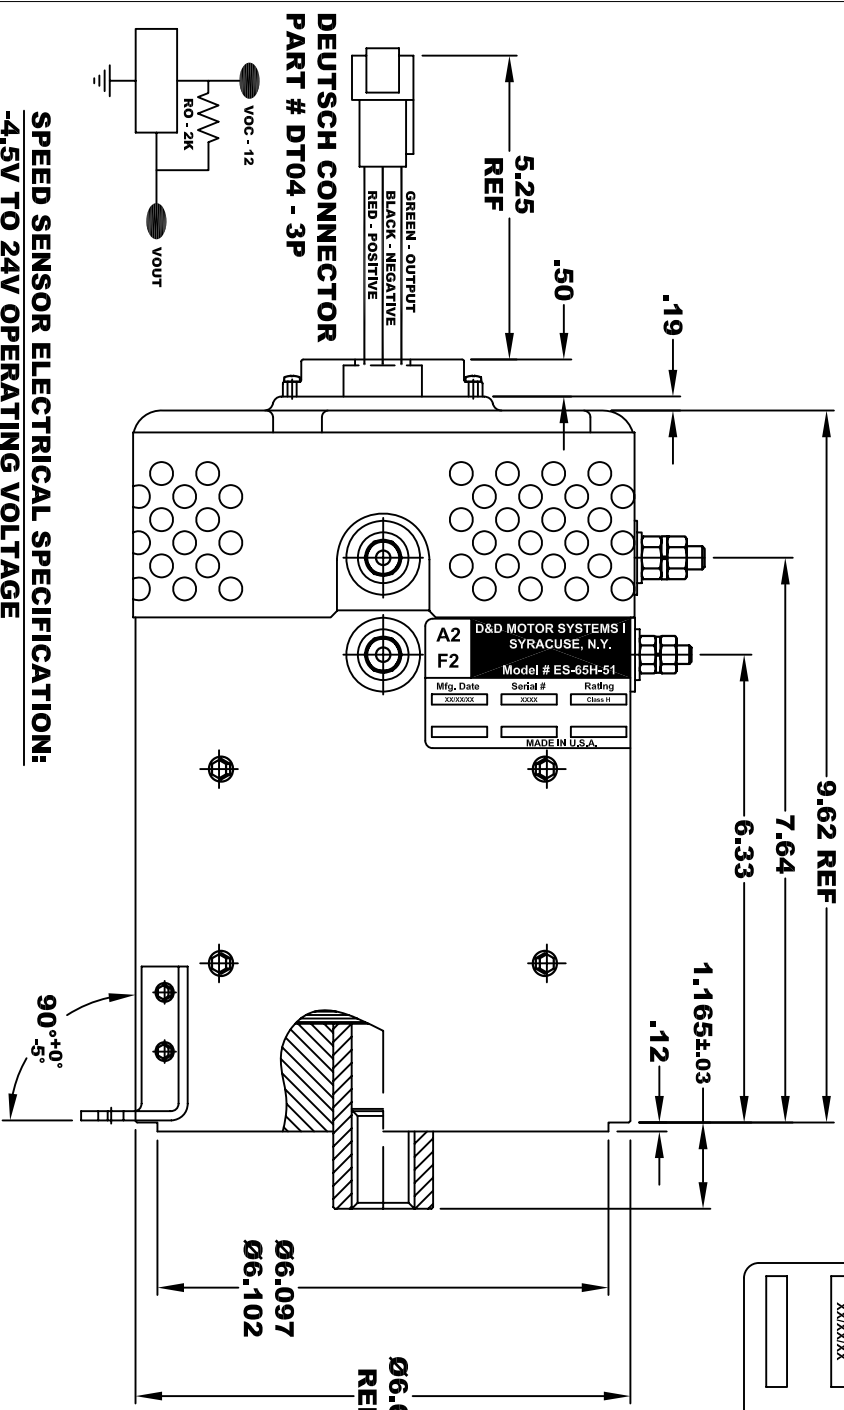 DEUTSCH CONNECTOR
PART # DT04 - 3P
VOC - 12
RO - 2K
VOUT
SPEED SENSOR ELECTRICAL SPECIFICATION:
-4.5V TO 24V OPERATING VOLTAGE
GREEN - OUTPUT
BLACK - NEGATIVE
RED - POSITIVE
5.25
REF
.50
.19
9.62 REF
7.64
6.33
1.165±.03
.12
A2
F2
D&D MOTOR SYSTEMS I
SYRACUSE, N.Y.
Model # ES-65H-51
Mfg. Date Serial # Rating
XX/XX/XX XXXX Class H
MADE IN U.S.A.
90°+0°
-5°
Ø6.097
Ø6.102
XX/XX/XX